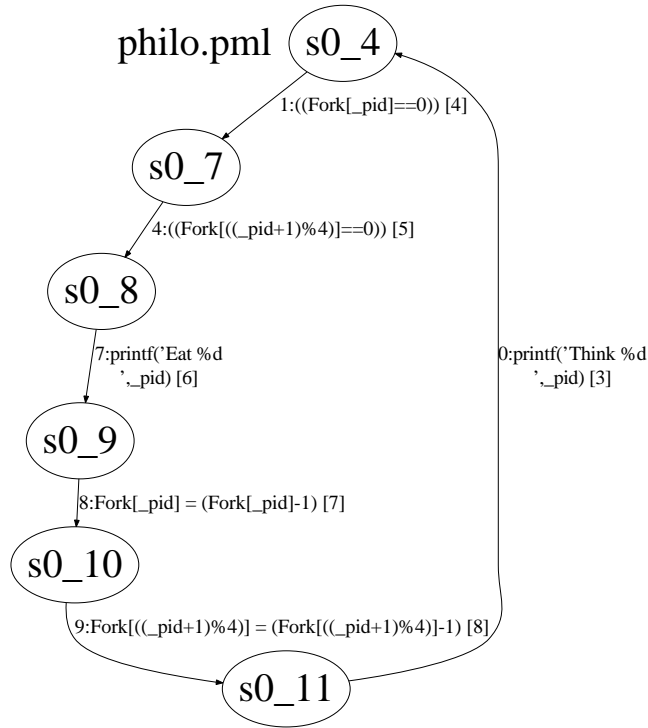 philo.pml
s0_4
1:((Fork[_pid]==0)) [4]
s0_7
4:((Fork[((_pid+1)%4)]==0)) [5]
s0_8
7:printf('Eat %d
',_pid) [6]
0:printf('Think %d
',_pid) [3]
s0_9
8:Fork[_pid] = (Fork[_pid]-1) [7]
s0_10
9:Fork[((_pid+1)%4)] = (Fork[((_pid+1)%4)]-1) [8]
s0_11